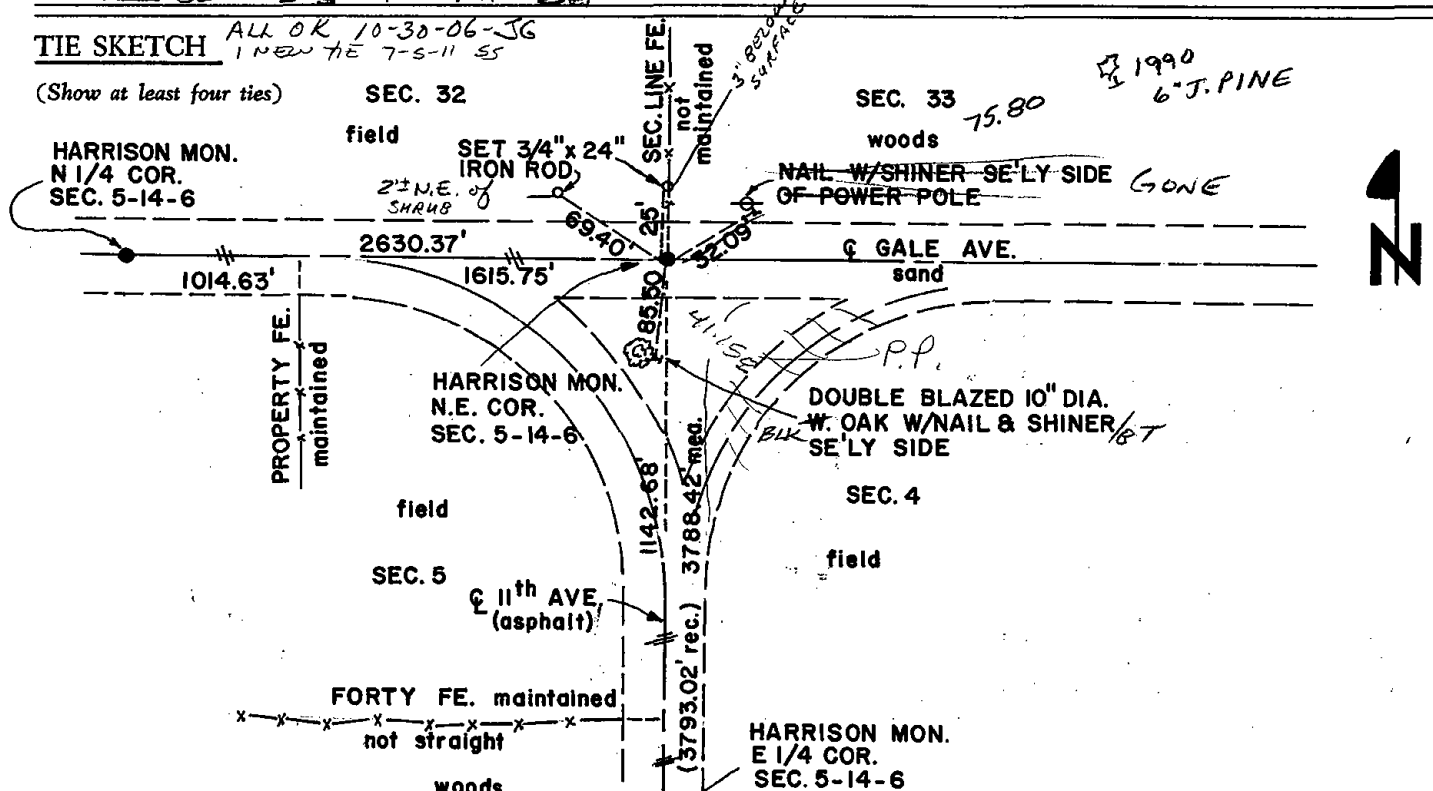 TIE SKETCH
ALL OK 10-30-06-JG
1 NEW TIE 7-5-11 SS
(Show at least four ties)
SEC. 32
field
SEC. LINE FE.
not
maintained
3" BELOW
SURFACE
SEC. 33
woods
75.80
1990
6" J. PINE
HARRISON MON.
N 1/4 COR.
SEC. 5-14-6
SET 3/4" x 24"
IRON ROD
2'± N.E. of
SHRUB
NAIL W/SHINER SE'LY SIDE
OF POWER POLE
GONE
N
69.40'
25'
32.09'
2630.37'
1014.63'
1615.75'
℄ GALE AVE.
sand
85.50
41.15
P.P.
PROPERTY FE.
maintained
HARRISON MON.
N.E. COR.
SEC. 5-14-6
DOUBLE BLAZED 10" DIA.
W. OAK W/NAIL & SHINER/BT
BLK
SE'LY SIDE
SEC. 4
field
1142.68'
3788.42' mea.
(3793.02' rec.)
field
SEC. 5
℄ 11th AVE.
(asphalt)
FORTY FE. maintained
not straight
woods
HARRISON MON.
E 1/4 COR.
SEC. 5-14-6